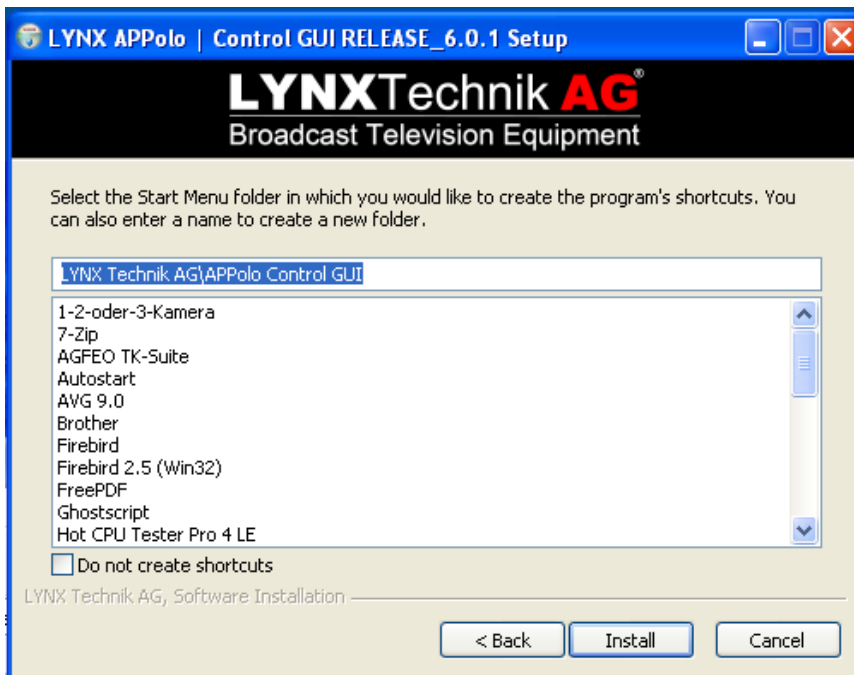 LYNX APPolo | Control GUI RELEASE_6.0.1 Setup
LYNXTechnik AG®
Broadcast Television Equipment
Select the Start Menu folder in which you would like to create the program's shortcuts. You
can also enter a name to create a new folder.
LYNX Technik AG\APPolo Control GUI
1-2-oder-3-Kamera
7-Zip
AGFEO TK-Suite
Autostart
AVG 9.0
Brother
Firebird
Firebird 2.5 (Win32)
FreePDF
Ghostscript
Hot CPU Tester Pro 4 LE
Do not create shortcuts
LYNX Technik AG, Software Installation
< Back Install Cancel